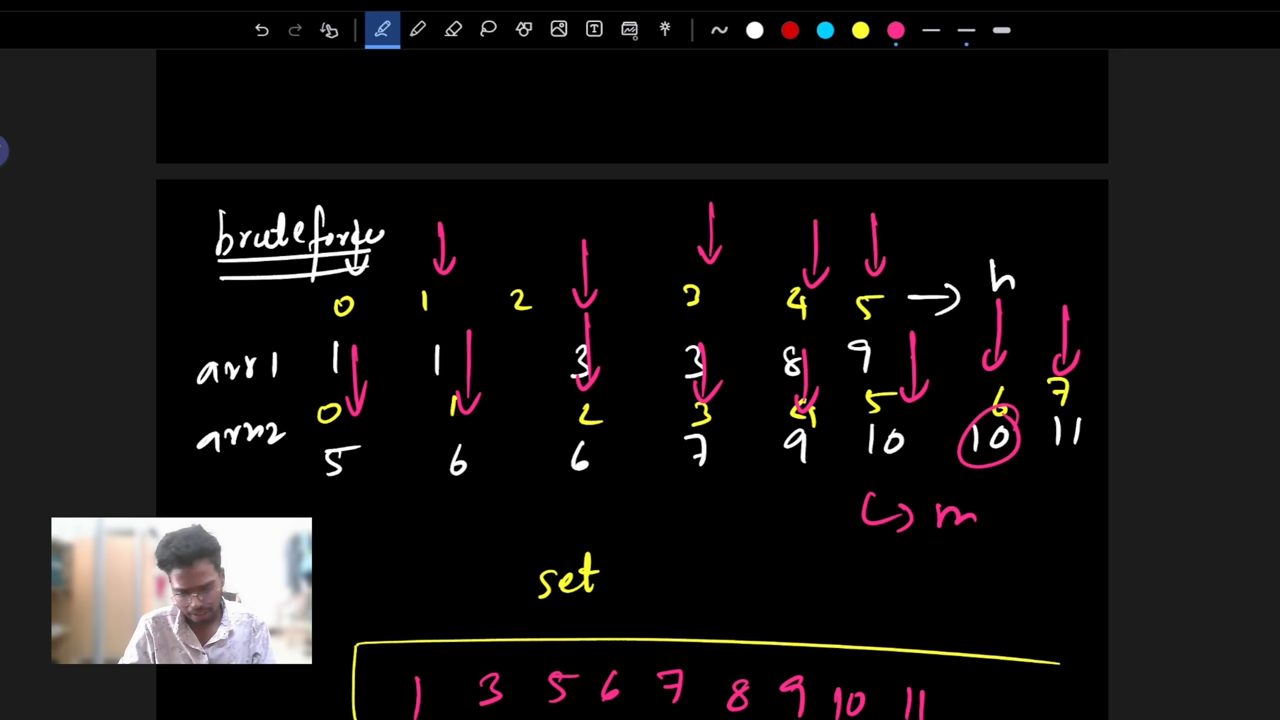 bruteforce
0 1 2 3 4 5 → n
arr1 1 1 3 3 8 9
0 1 2 3 4 5 6 7
arr2 5 6 6 7 9 10 10 11
↪ m
set
1 3 5 6 7 8 9 10 11